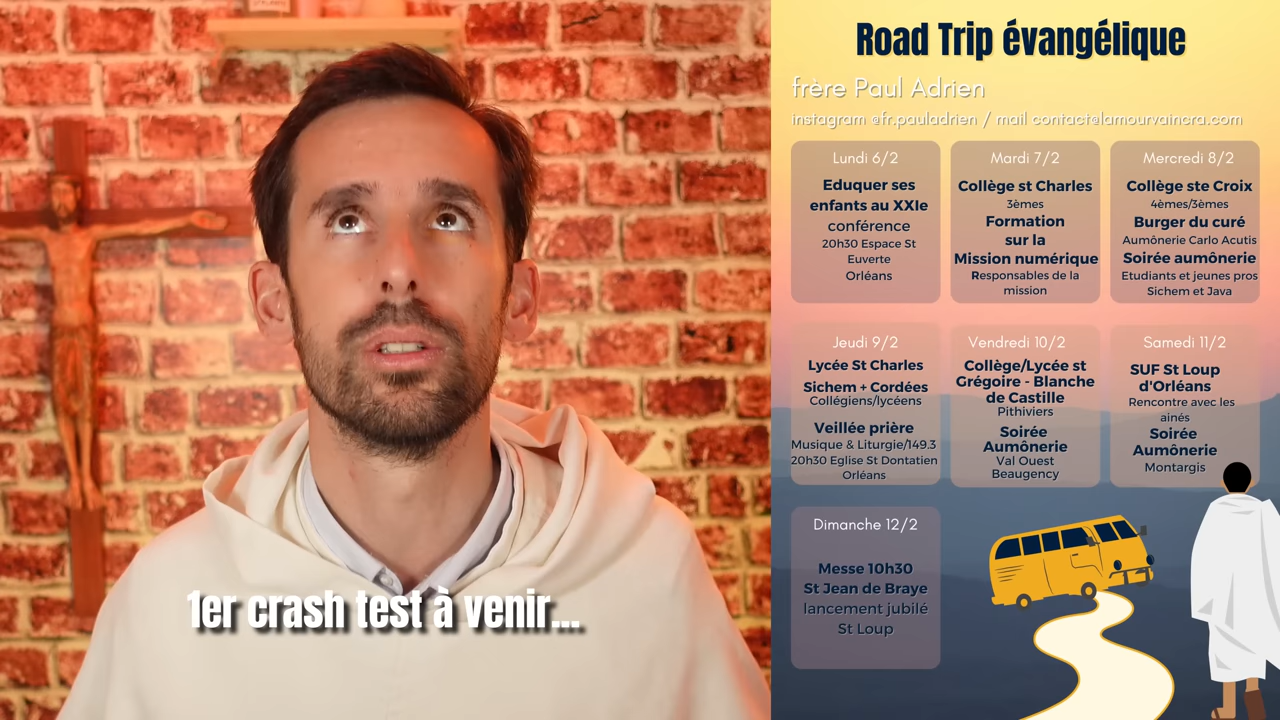 1er crash test à venir...
Road Trip évangélique
frère Paul Adrien
instagram @fr.pauladrien / mail contact@lamourvaincra.com
Lundi 6/2
Eduquer ses
enfants au XXIe
conférence
20h30 Espace St
Euverte
Orléans
Mardi 7/2
Collège st Charles
3èmes
Formation
sur la
Mission numérique
Responsables de la
mission
Mercredi 8/2
Collège ste Croix
4èmes/3èmes
Burger du curé
Aumônerie Carlo Acutis
Soirée aumônerie
Etudiants et jeunes pros
Sichem et Java
Jeudi 9/2
Lycée St Charles
Sichem + Cordées
Collégiens/lycéens
Veillée prière
Musique & Liturgie/149.3
20h30 Eglise St Dontatien
Orléans
Vendredi 10/2
Collège/Lycée st
Grégoire - Blanche
de Castille
Pithiviers
Soirée
Aumônerie
Val Ouest
Beaugency
Samedi 11/2
SUF St Loup
d'Orléans
Rencontre avec les
ainés
Soirée
Aumônerie
Montargis
Dimanche 12/2
Messe 10h30
St Jean de Braye
lancement jubilé
St Loup